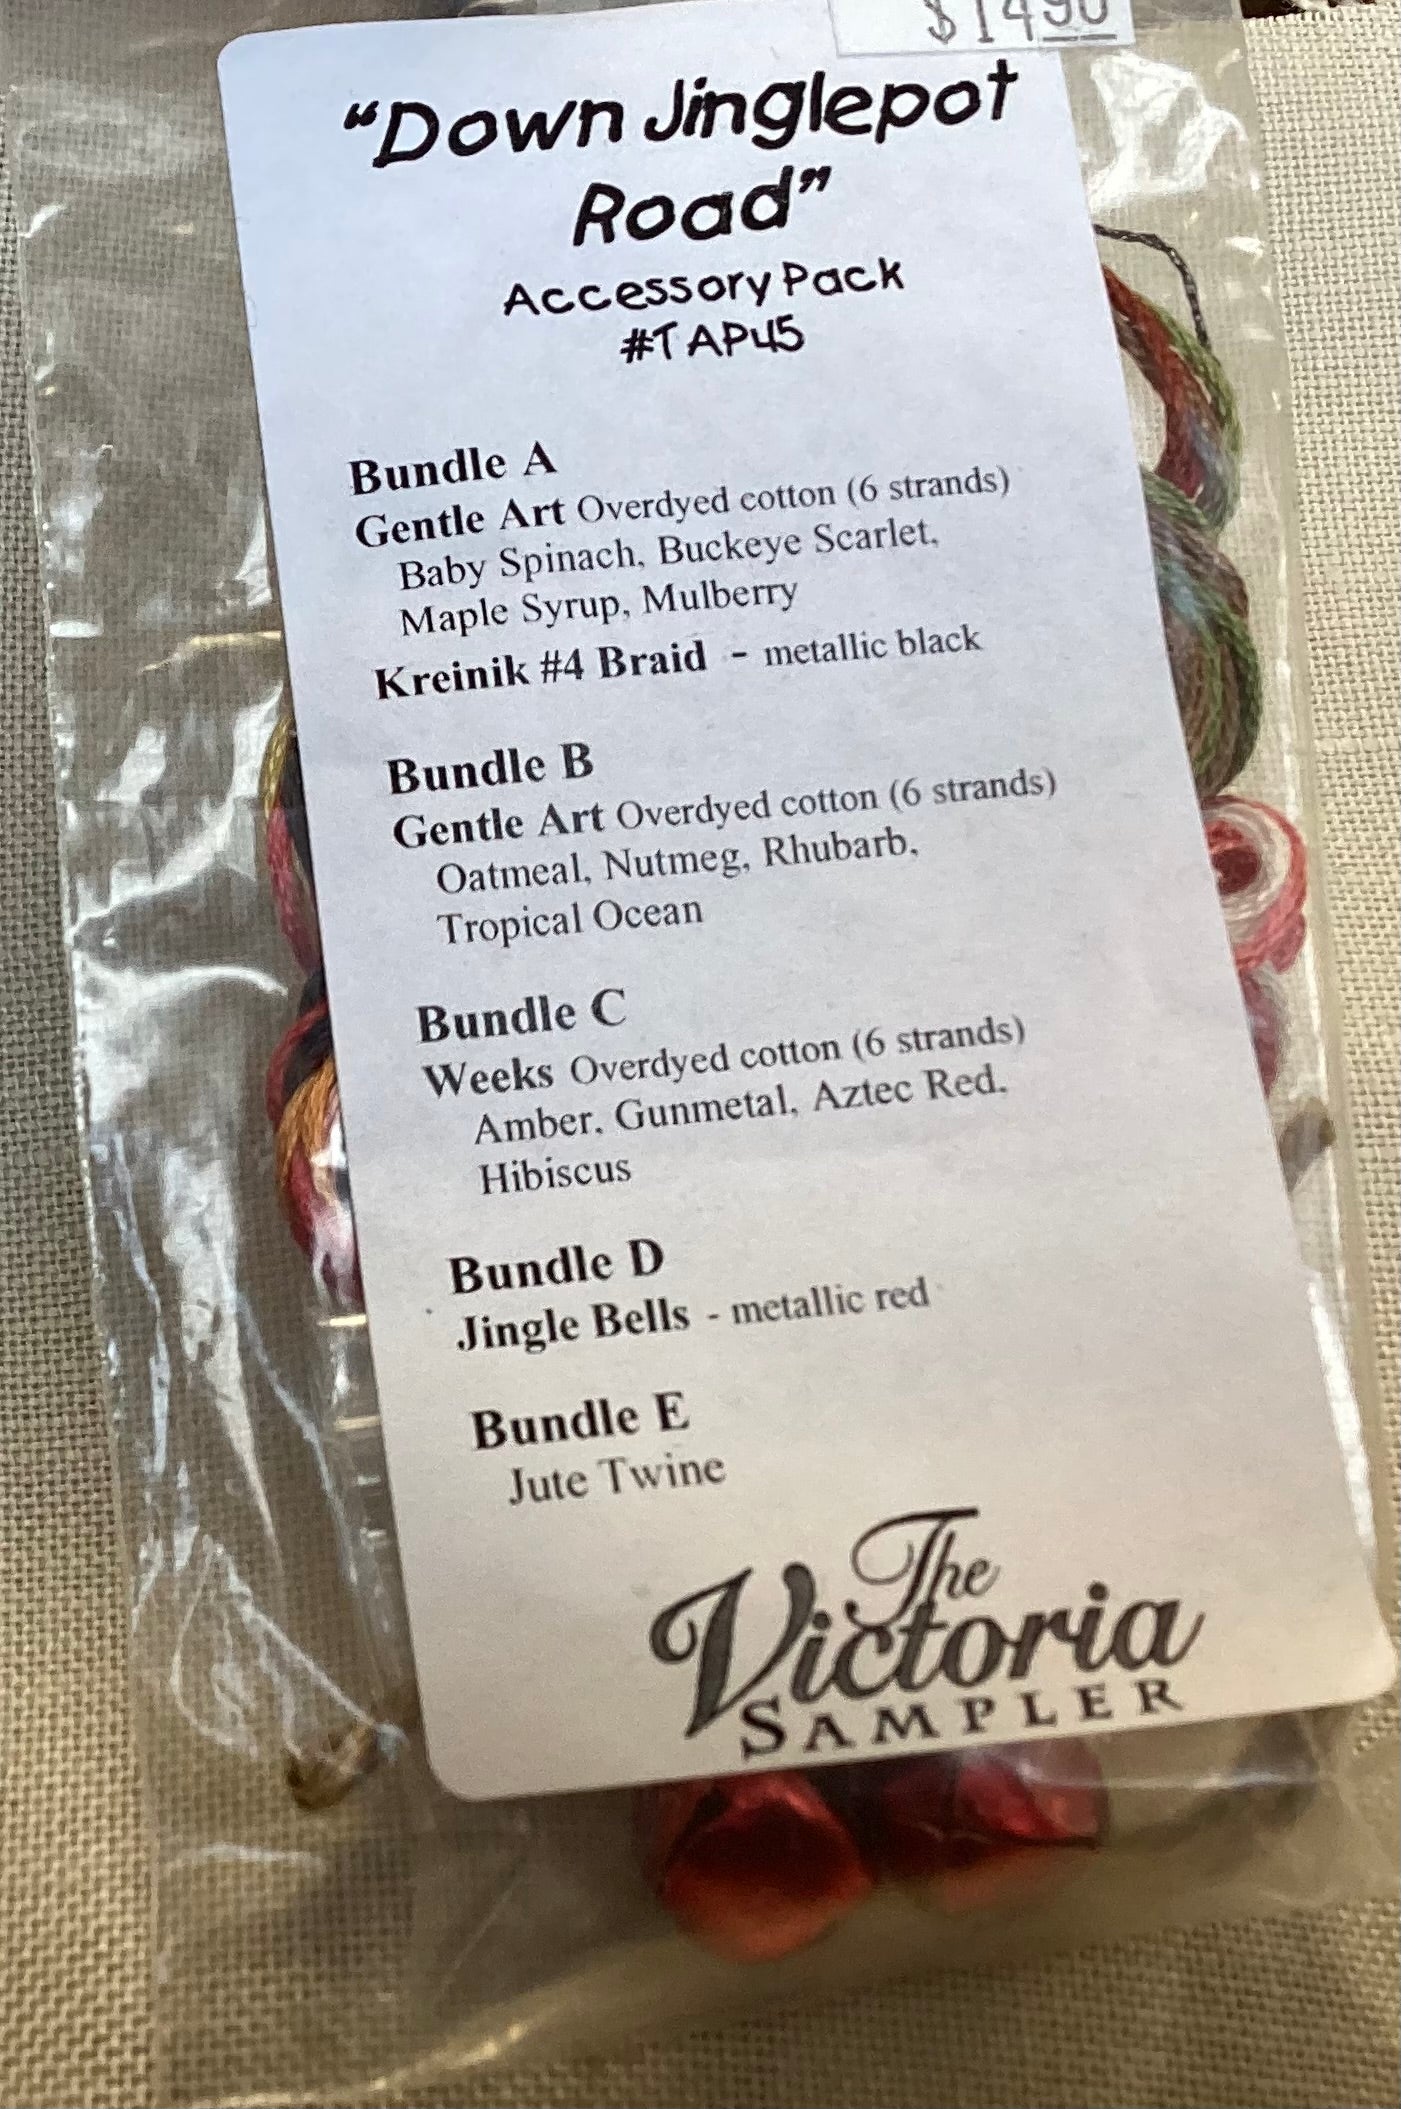 "Down Jinglepot
Road"
Accessory Pack
#TAP45
Bundle A
Gentle Art Overdyed cotton (6 strands)
Baby Spinach, Buckeye Scarlet,
Maple Syrup, Mulberry
Kreinik #4 Braid - metallic black
Bundle B
Gentle Art Overdyed cotton (6 strands)
Oatmeal, Nutmeg, Rhubarb,
Tropical Ocean
Bundle C
Weeks Overdyed cotton (6 strands)
Amber, Gunmetal, Aztec Red,
Hibiscus
Bundle D
Jingle Bells - metallic red
Bundle E
Jute Twine
The
Victoria
SAMPLER